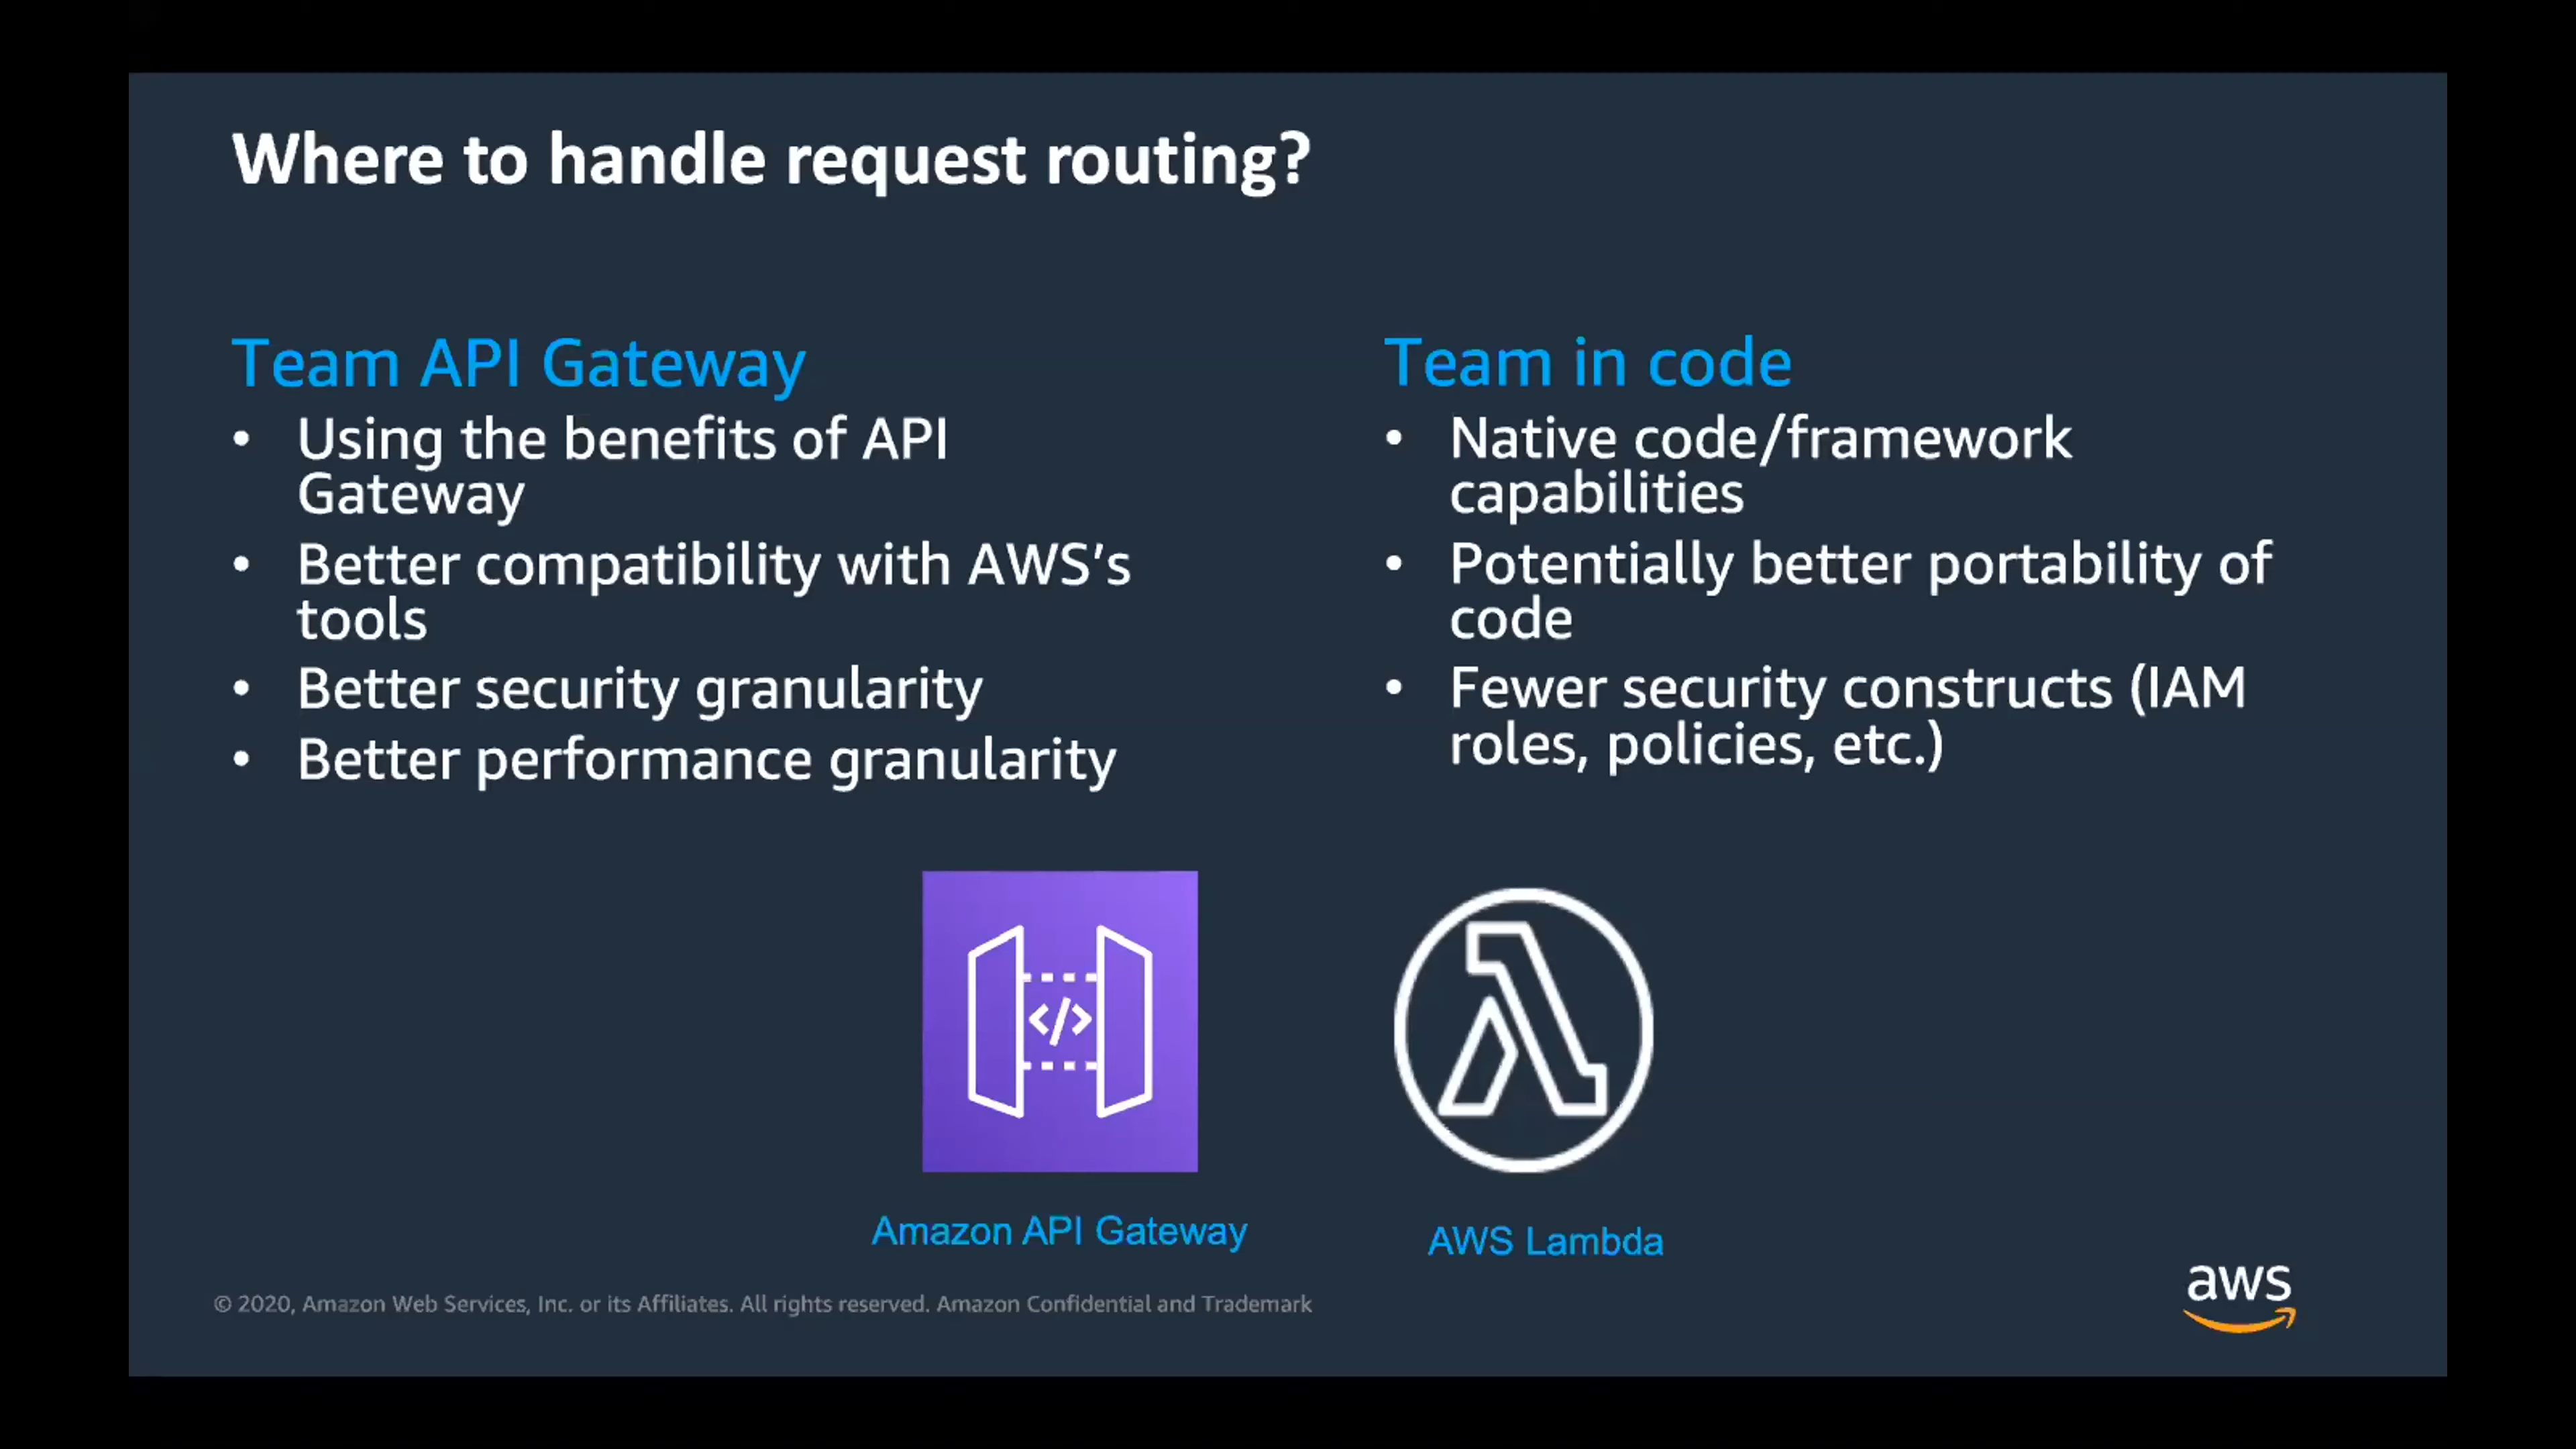 Where to handle request routing?
Team API Gateway
• Using the benefits of API
Gateway
• Better compatibility with AWS’s
tools
• Better security granularity
• Better performance granularity
Team in code
• Native code/framework
capabilities
• Potentially better portability of
code
• Fewer security constructs (IAM
roles, policies, etc.)
</>
Amazon API Gateway
AWS Lambda
© 2020, Amazon Web Services, Inc. or its Affiliates. All rights reserved. Amazon Confidential and Trademark
aws